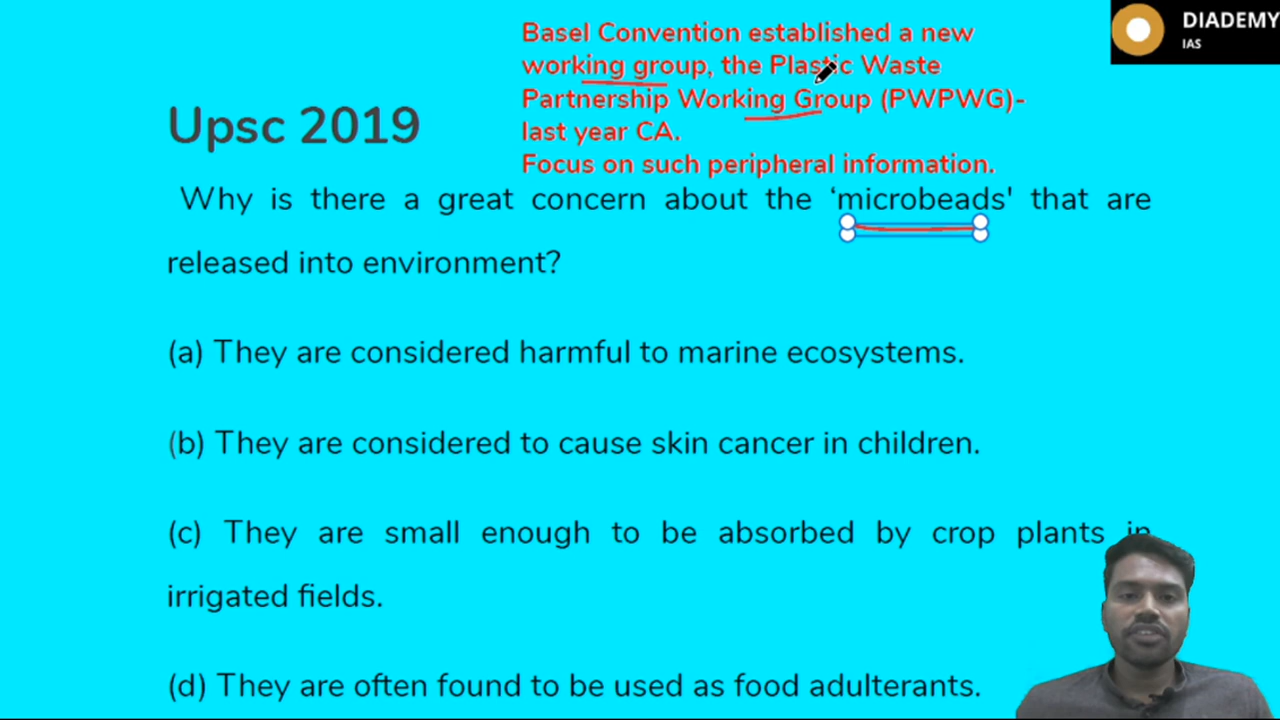 Basel Convention established a new
working group, the Plastic Waste
Partnership Working Group (PWPWG)-
last year CA.
Focus on such peripheral information.
DIADEMY
IAS
Upsc 2019
Why is there a great concern about the ‘microbeads' that are
released into environment?
(a) They are considered harmful to marine ecosystems.
(b) They are considered to cause skin cancer in children.
(c) They are small enough to be absorbed by crop plants in
irrigated fields.
(d) They are often found to be used as food adulterants.